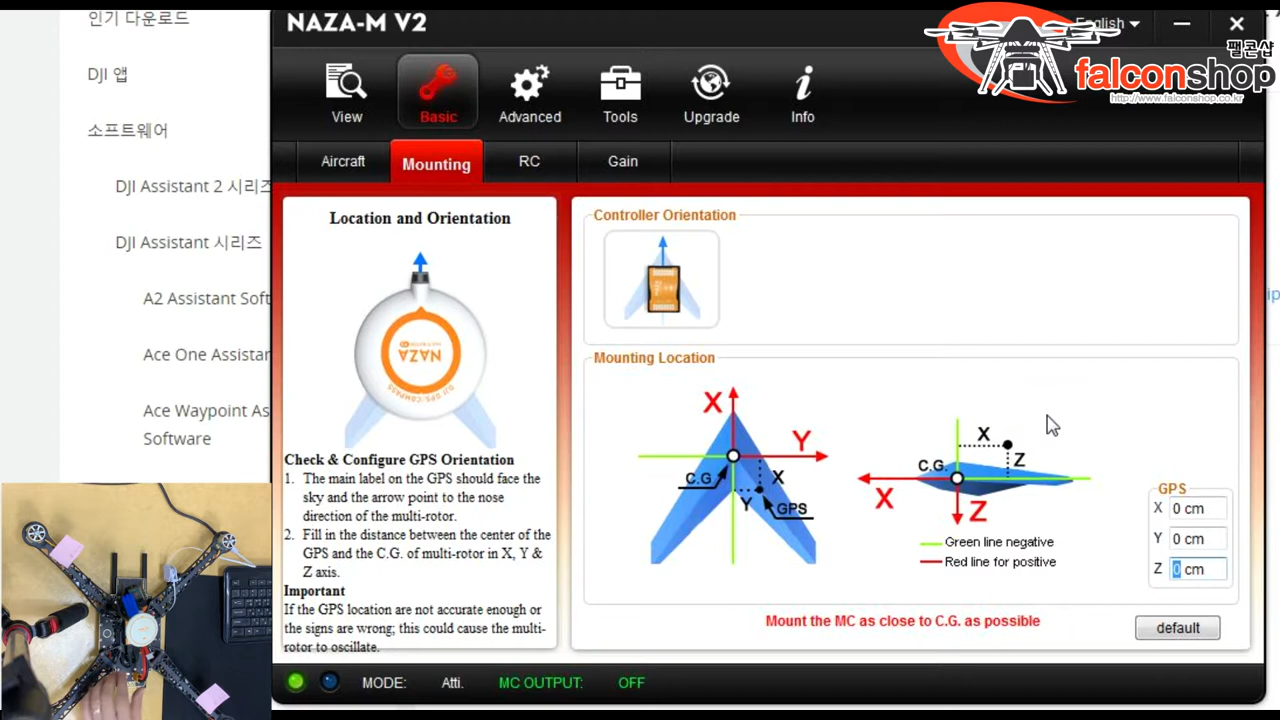 인기 다운로드
DJI 앱
소프트웨어
DJI Assistant 2 시리즈
DJI Assistant 시리즈
A2 Assistant Soft
Ace One Assistan
Ace Waypoint As
Software
NAZA-M V2
English
팰콘샵
falconshop
http://www.falconshop.co.kr
View
Basic
Advanced
Tools
Upgrade
Info
Aircraft
Mounting
RC
Gain
Location and Orientation
NAZA
DJI GPS/COMPASS
Check & Configure GPS Orientation
1. The main label on the GPS should face the
sky and the arrow point to the nose
direction of the multi-rotor.
2. Fill in the distance between the center of the
GPS and the C.G. of multi-rotor in X, Y &
Z axis.
Important
If the GPS location are not accurate enough or
the signs are wrong; this could cause the multi-
rotor to oscillate.
Controller Orientation
Mounting Location
X
Y
C.G
X
Y
GPS
X
Z
C.G.
X
Z
Green line negative
Red line for positive
GPS
X 0 cm
Y 0 cm
Z 0 cm
Mount the MC as close to C.G. as possible
default
MODE: Atti. MC OUTPUT: OFF